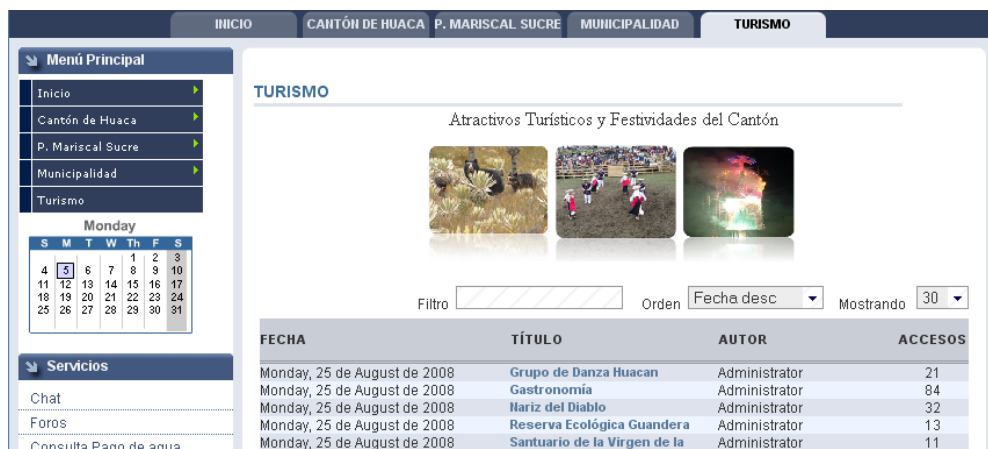 INICIO CANTÓN DE HUACA P. MARISCAL SUCRE MUNICIPALIDAD TURISMO
Menú Principal
Inicio
Cantón de Huaca
P. Mariscal Sucre
Municipalidad
Turismo
Monday
S M T W Th F S
1 2 3
4 5 6 7 8 9 10
11 12 13 14 15 16 17
18 19 20 21 22 23 24
25 26 27 28 29 30 31
Servicios
Chat
Foros
Consulta Pago de agua
TURISMO
Atractivos Turísticos y Festividades del Cantón
Filtro Orden Fecha desc Mostrando 30
FECHA TÍTULO AUTOR ACCESOS
Monday, 25 de August de 2008 Grupo de Danza Huacan Administrator 21
Monday, 25 de August de 2008 Gastronomía Administrator 84
Monday, 25 de August de 2008 Nariz del Diablo Administrator 32
Monday, 25 de August de 2008 Reserva Ecológica Guandera Administrator 13
Monday, 25 de August de 2008 Santuario de la Virgen de la Administrator 11